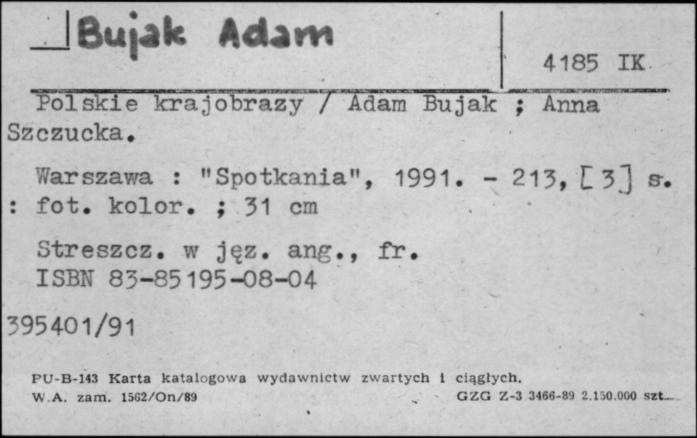 Bujak Adam
4185 IK
Polskie krajobrazy / Adam Bujak ; Anna
Szczucka.
Warszawa : "Spotkania", 1991. - 213, [3] s.
: fot. kolor. ; 31 cm
Streszcz. w jęz. ang., fr.
ISBN 83-85195-08-04
395401/91
PU-B-143 Karta katalogowa wydawnictw zwartych i ciągłych.
W.A. zam. 1562/On/89 GZG Z-3 3466-89 2.150.000 szt.